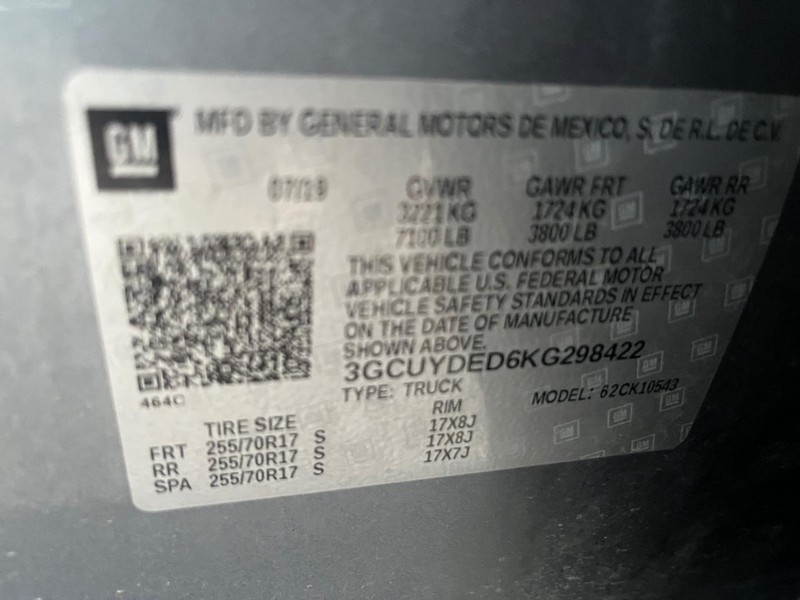 GM MFD BY GENERAL MOTORS DE MEXICO, S. DE R.L. DE C.V.
07/19 GVWR GAWR FRT GAWR RR
3221 KG 1724 KG 1724 KG
7100 LB 3800 LB 3800 LB
THIS VEHICLE CONFORMS TO ALL
APPLICABLE U.S. FEDERAL MOTOR
VEHICLE SAFETY STANDARDS IN EFFECT
ON THE DATE OF MANUFACTURE
SHOWN ABOVE.
3GCUYDED6KG298422
464C TYPE: TRUCK MODEL: 62CK10543
TIRE SIZE RIM
FRT 255/70R17 S 17X8J
RR 255/70R17 S 17X8J
SPA 255/70R17 S 17X7J